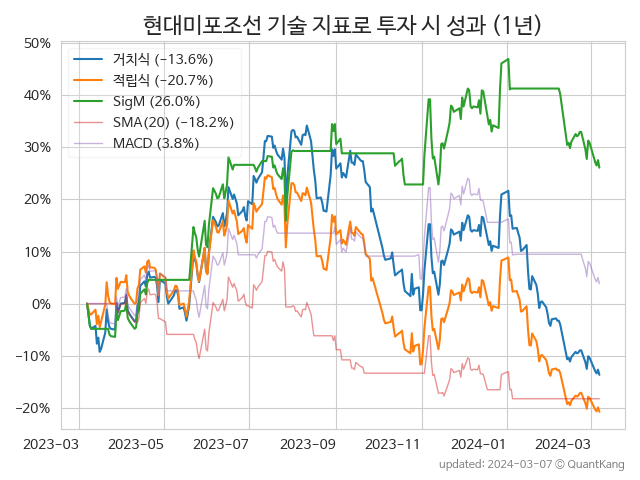 현대미포조선 기술 지표로 투자 시 성과 (1년)
50%
40%
30%
20%
10%
0%
−10%
−20%
거치식 (−13.6%)
적립식 (−20.7%)
SigM (26.0%)
SMA(20) (−18.2%)
MACD (3.8%)
2023−03
2023−05
2023−07
2023−09
2023−11
2024−01
2024−03
updated: 2024−03−07 © QuantKang